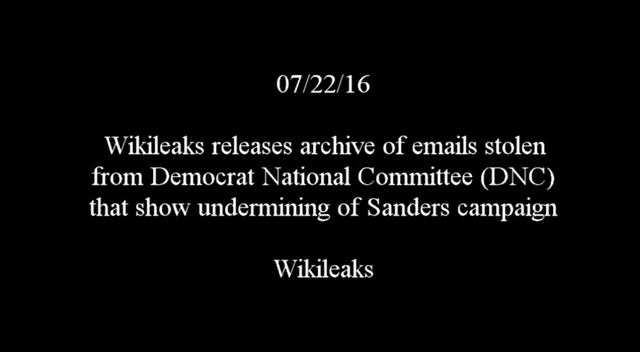 07/22/16
Wikileaks releases archive of emails stolen
from Democrat National Committee (DNC)
that show undermining of Sanders campaign
Wikileaks